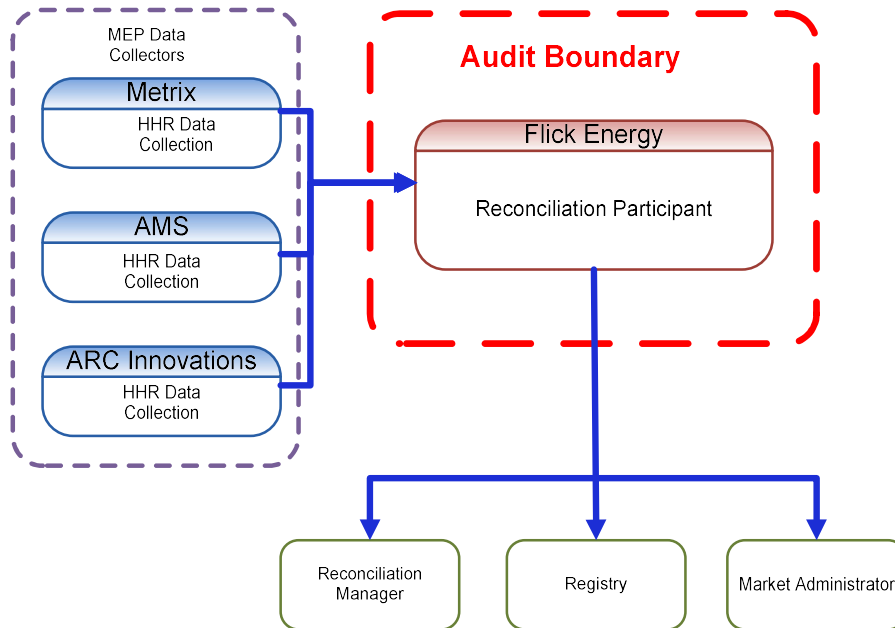 MEP Data
Collectors
Metrix
HHR Data
Collection
AMS
HHR Data
Collection
ARC Innovations
HHR Data
Collection
Audit Boundary
Flick Energy
Reconciliation Participant
Reconciliation
Manager
Registry
Market Administrator